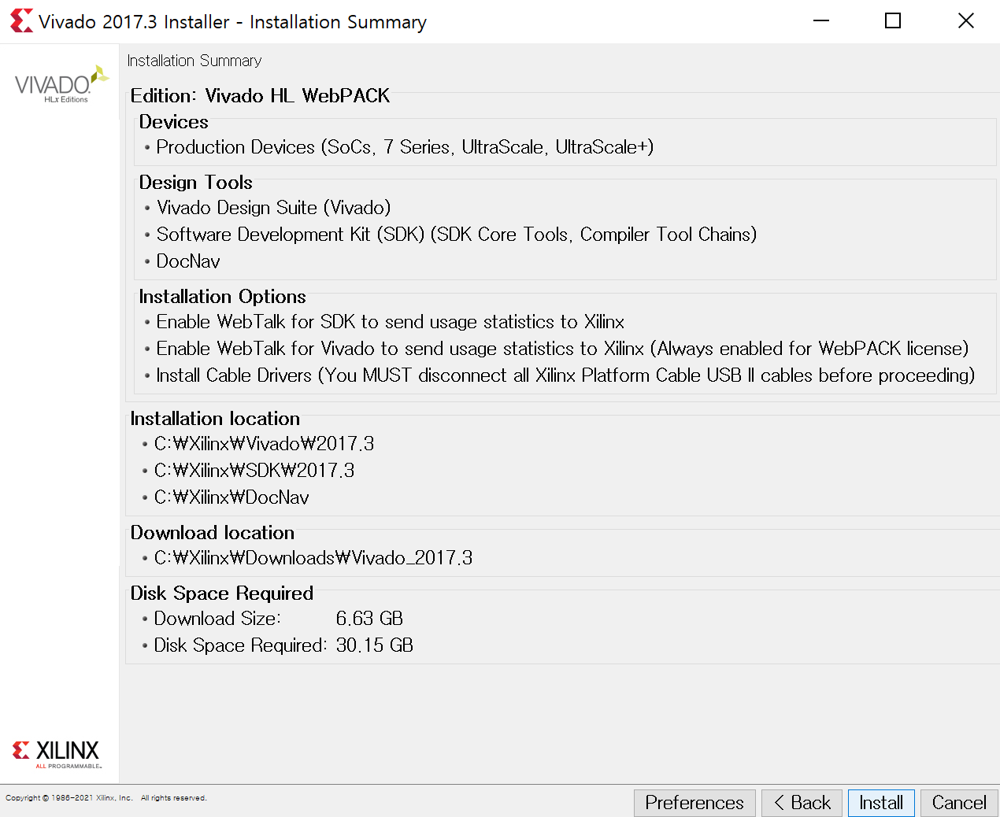 Vivado 2017.3 Installer - Installation Summary
VIVADO.
HLx Editions
Installation Summary
Edition: Vivado HL WebPACK
Devices
• Production Devices (SoCs, 7 Series, UltraScale, UltraScale+)
Design Tools
• Vivado Design Suite (Vivado)
• Software Development Kit (SDK) (SDK Core Tools, Compiler Tool Chains)
• DocNav
Installation Options
• Enable WebTalk for SDK to send usage statistics to Xilinx
• Enable WebTalk for Vivado to send usage statistics to Xilinx (Always enabled for WebPACK license)
• Install Cable Drivers (You MUST disconnect all Xilinx Platform Cable USB II cables before proceeding)
Installation location
• C:₩Xilinx₩Vivado₩2017.3
• C:₩Xilinx₩SDK₩2017.3
• C:₩Xilinx₩DocNav
Download location
• C:₩Xilinx₩Downloads₩Vivado_2017.3
Disk Space Required
• Download Size: 6.63 GB
• Disk Space Required: 30.15 GB
XILINX
ALL PROGRAMMABLE™
Copyright © 1986-2021 Xilinx, Inc. All rights reserved.
Preferences < Back Install Cancel